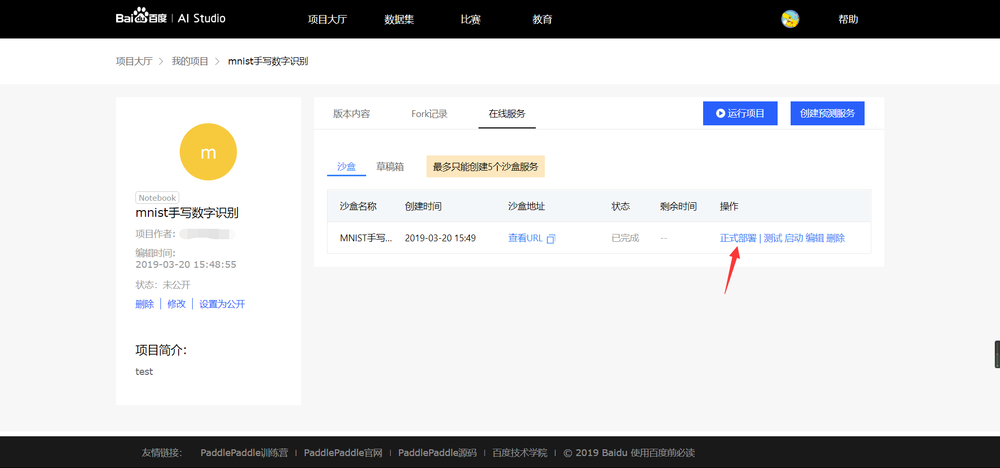 Bai du 百度 | AI Studio
项目大厅 数据集 比赛 教育 帮助
项目大厅 > 我的项目 > mnist手写数字识别
m
Notebook
mnist手写数字识别
项目作者:
编辑时间:
2019-03-20 15:48:55
状态: 未公开
删除 | 修改 | 设置为公开
项目简介:
test
版本内容 Fork记录 在线服务 运行项目 创建预测服务
沙盒 草稿箱 最多只能创建5个沙盒服务
沙盒名称 创建时间 沙盒地址 状态 剩余时间 操作
MNIST手写... 2019-03-20 15:49 查看URL 已完成 -- 正式部署 | 测试 启动 编辑 删除
友情链接: PaddlePaddle训练营 | PaddlePaddle官网 | PaddlePaddle源码 | 百度技术学院 | © 2019 Baidu 使用百度前必读